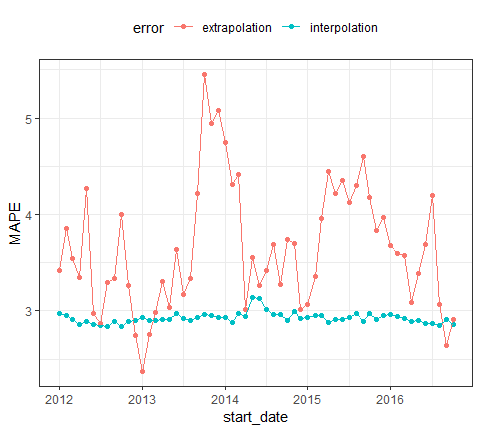 error extrapolation interpolation
MAPE
5
4
3
2012 2013 2014 2015 2016
start_date